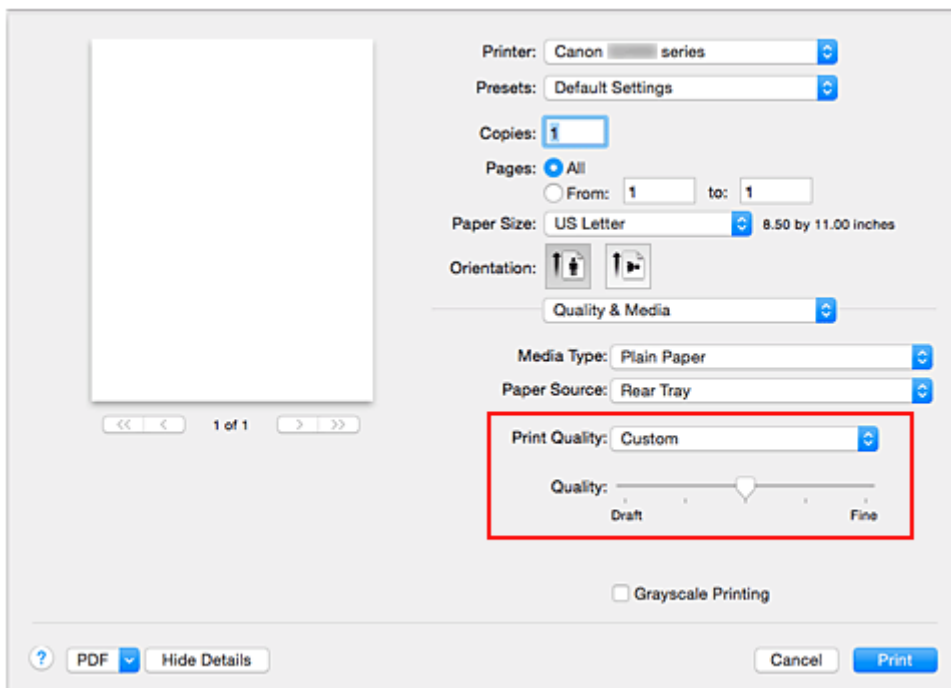 Printer: Canon series
Presets: Default Settings
Copies: 1
Pages: All
From: 1 to: 1
Paper Size: US Letter 8.50 by 11.00 inches
Orientation:
Quality & Media
Media Type: Plain Paper
Paper Source: Rear Tray
<< < 1 of 1 > >>
Print Quality: Custom
Quality:
Draft Fine
Grayscale Printing
? PDF Hide Details Cancel Print